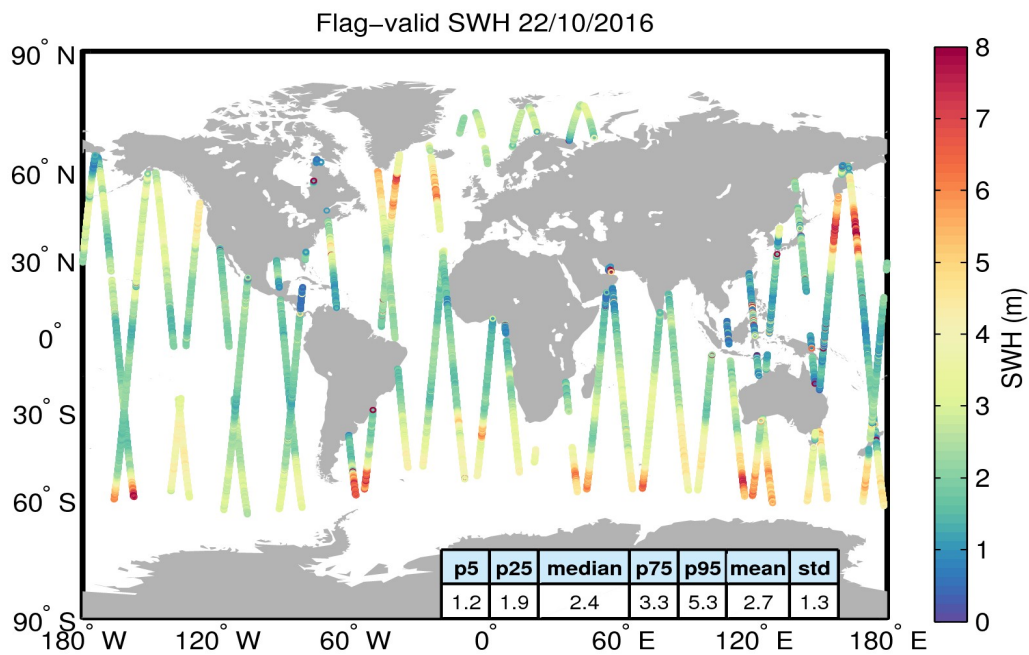 Flag−valid SWH 22/10/2016
90° N
60° N
30° N
0°
30° S
60° S
90° S
180° W
120° W
60° W
0°
60° E
120° E
180° E
p5 p25 median p75 p95 mean std
1.2 1.9 2.4 3.3 5.3 2.7 1.3
8
7
6
5
4
3
2
1
0
SWH (m)